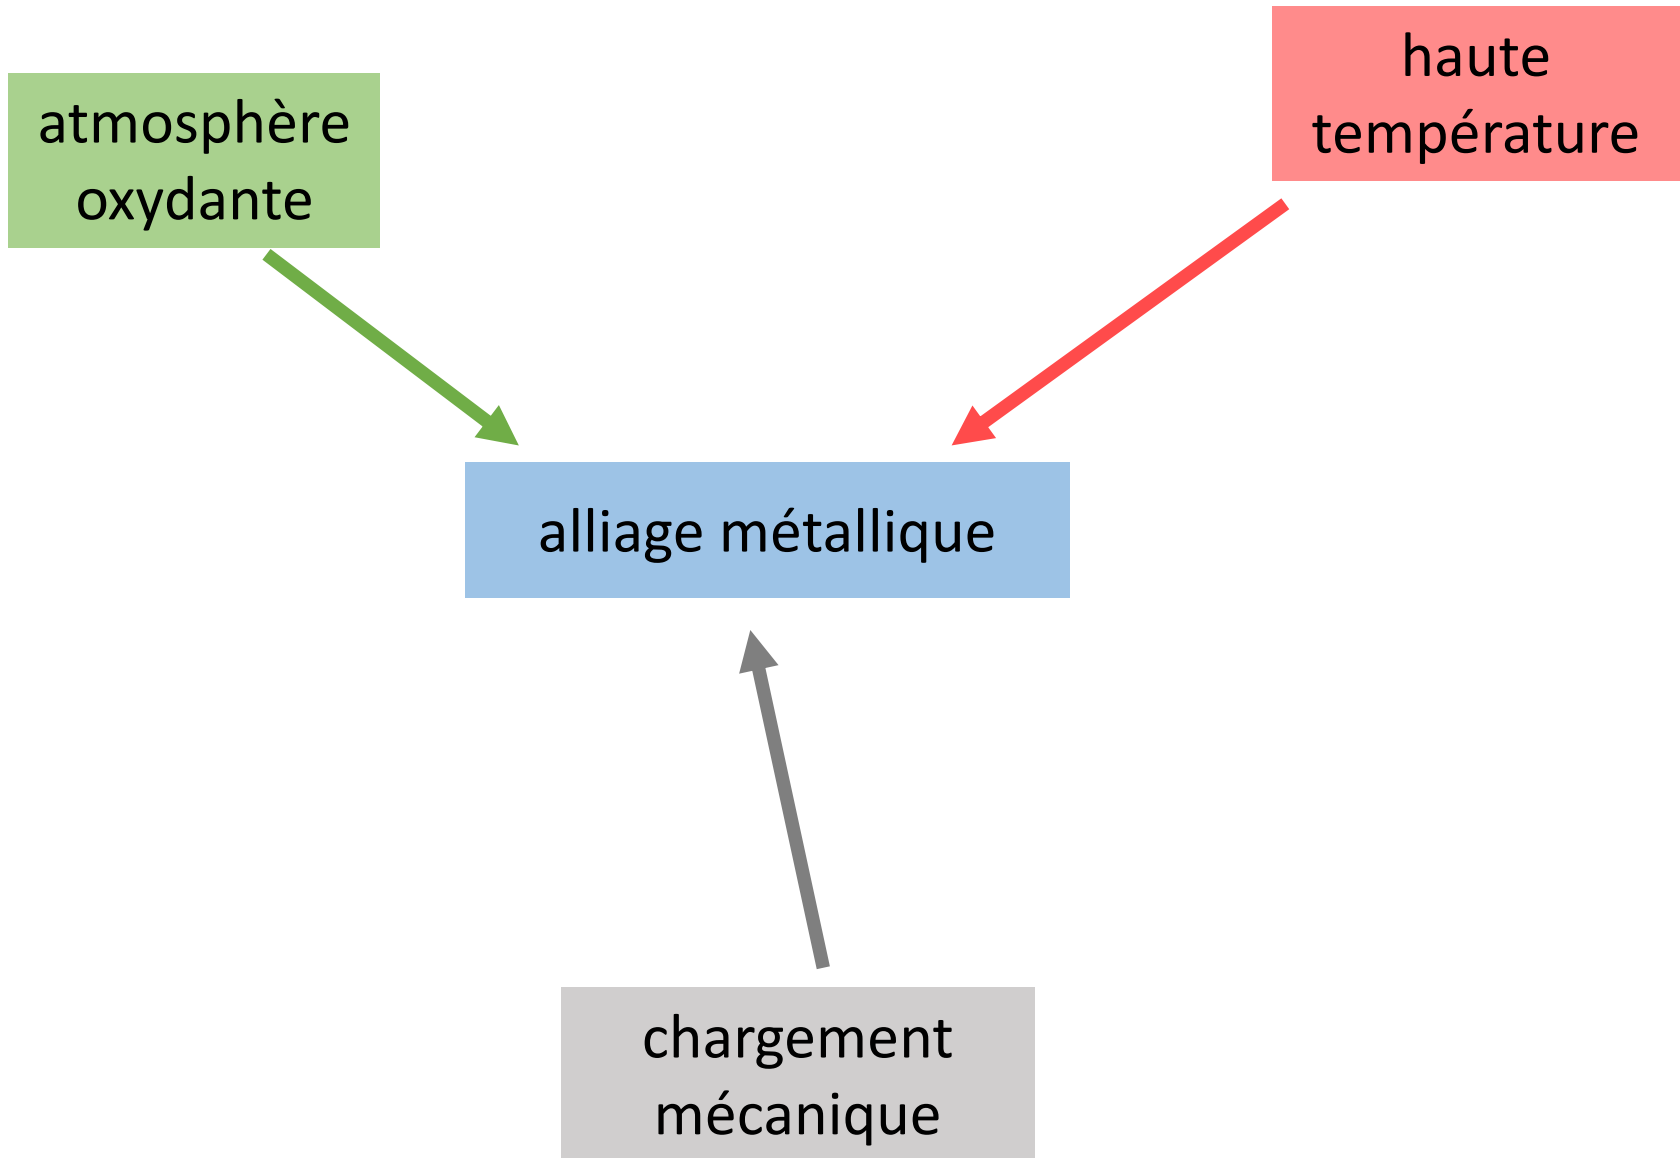 atmosphère
oxydante
haute
température
alliage métallique
chargement
mécanique